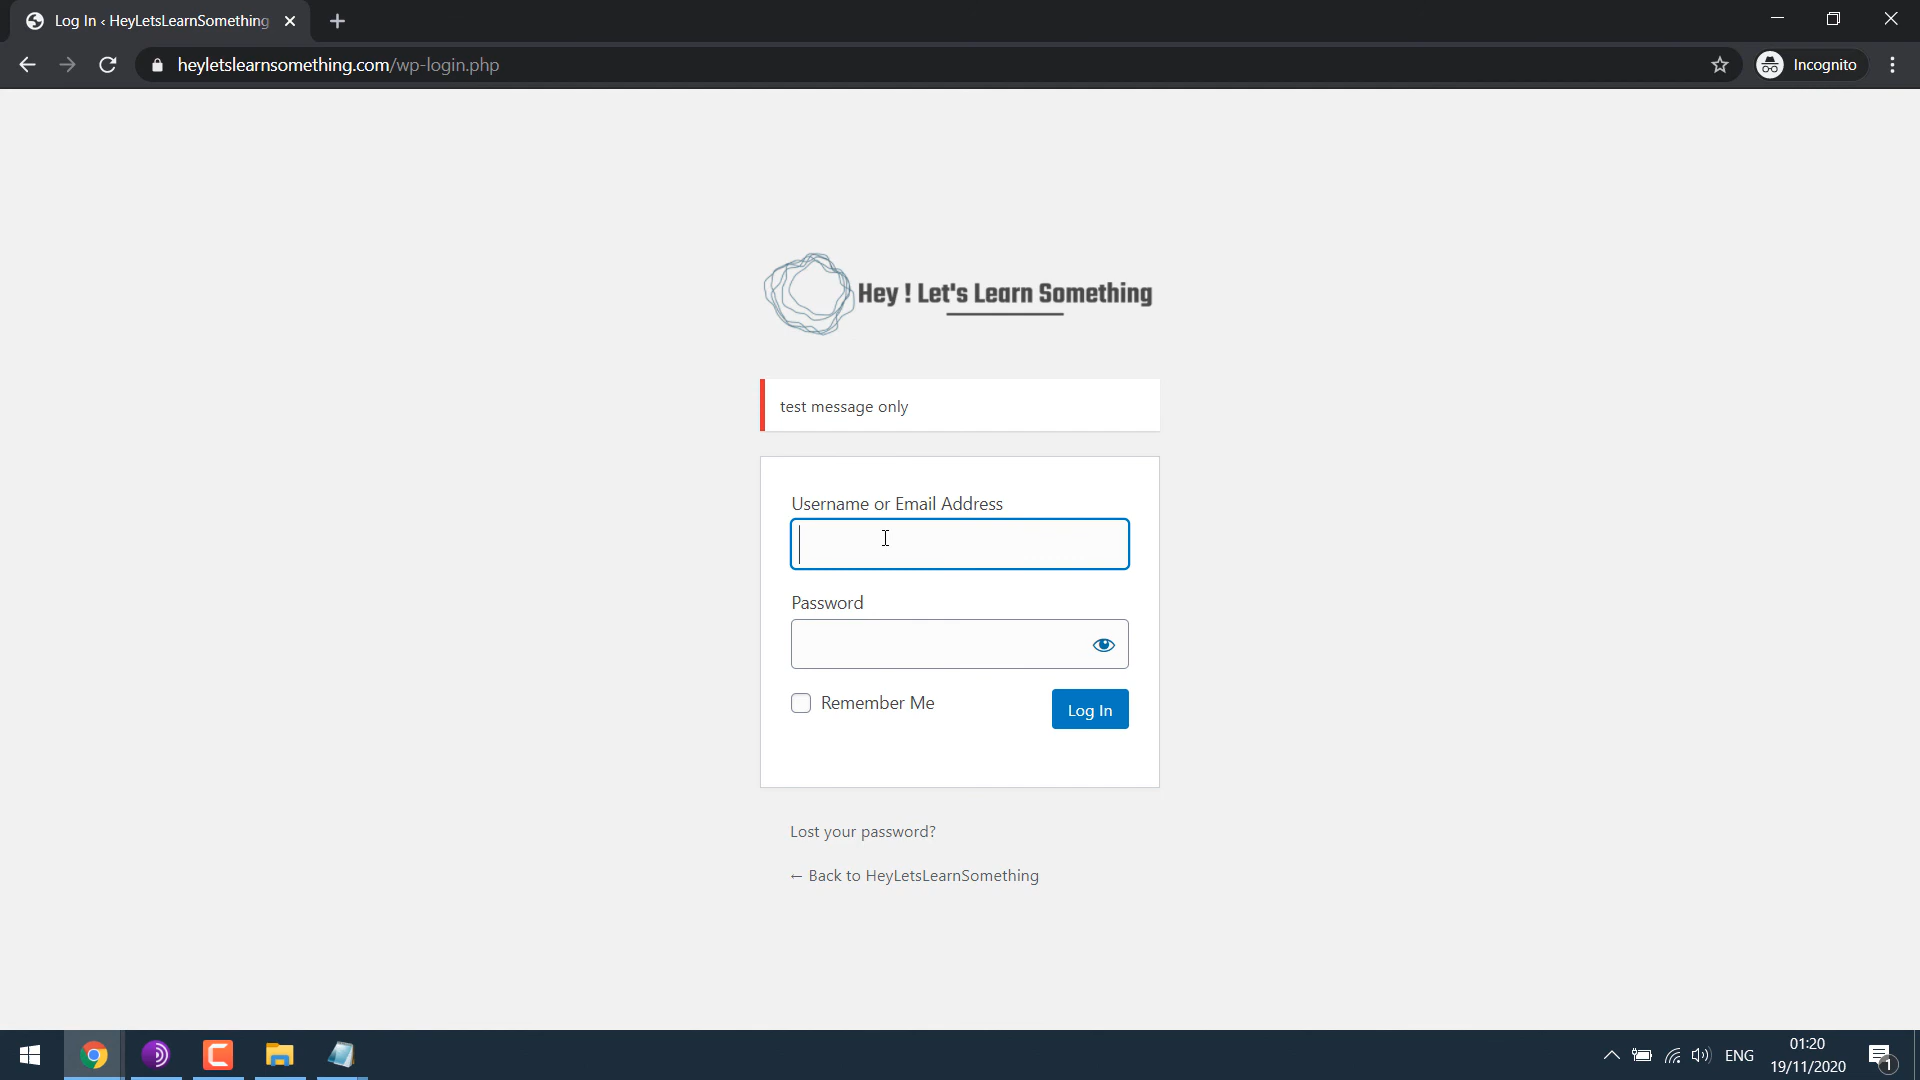 Log In ‹ HeyLetsLearnSomething
heyletslearnsomething.com/wp-login.php
Incognito
Hey ! Let's Learn Something
test message only
Username or Email Address
Password
Remember Me
Log In
Lost your password?
← Back to HeyLetsLearnSomething
ENG
01:20
19/11/2020
1